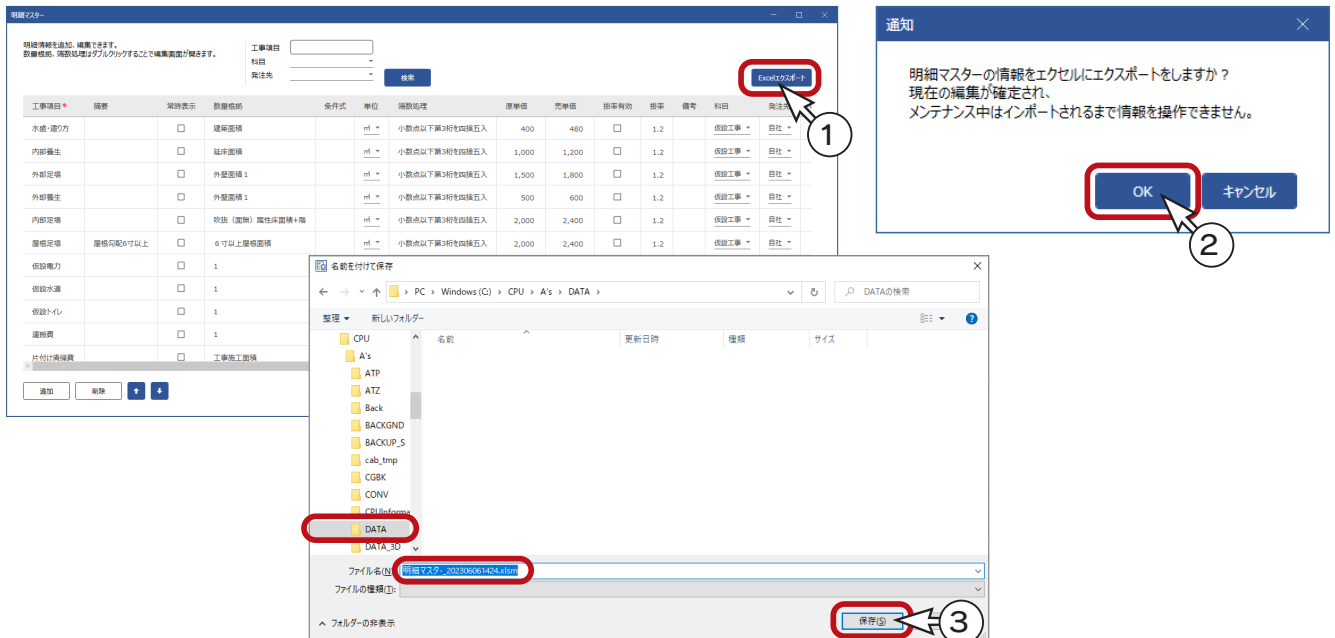 明細マスター
明細情報を追加、編集できます。
数量根拠、端数処理はダブルクリックすることで編集画面が開きます。
工事項目
科目
発注先
検索
Excelエクスポート
工事項目* 摘要 常時表示 数量根拠 条件式 単位 端数処理 原単価 売単価 掛率有効 掛率 備考 科目 発注先
水盛・遣り方 建築面積 ㎡ 小数点以下第3桁を四捨五入 400 480 1.2 仮設工事 自社
内部養生 延床面積 ㎡ 小数点以下第3桁を四捨五入 1,000 1,200 1.2 仮設工事 自社
外部足場 外壁面積1 ㎡ 小数点以下第3桁を四捨五入 1,500 1,800 1.2 仮設工事 自社
外部養生 外壁面積1 ㎡ 小数点以下第3桁を四捨五入 500 600 1.2 仮設工事 自社
内部足場 吹抜（面無）属性床面積+階 ㎡ 小数点以下第3桁を四捨五入 2,000 2,400 1.2 仮設工事 自社
屋根足場 屋根勾配6寸以上 6寸以上屋根面積 ㎡ 小数点以下第3桁を四捨五入 2,000 2,400 1.2 仮設工事 自社
仮設電力 1
仮設水道 1
仮設トイレ 1
運搬費 1
片付け清掃費 工事施工面積
追加 削除
1
通知
明細マスターの情報をエクセルにエクスポートをしますか？
現在の編集が確定され、
メンテナンス中はインポートされるまで情報を操作できません。
OK キャンセル
2
名前を付けて保存
PC › Windows (C:) › CPU › A's › DATA ›
DATAの検索
整理 新しいフォルダー
名前 更新日時 種類 サイズ
CPU
A's
ATP
ATZ
Back
BACKGND
BACKUP_S
cab_tmp
CGBK
CONV
CPUInforma
DATA
DATA_3D
ファイル名(N): 明細マスター_202306061424.xlsm
ファイルの種類(T):
フォルダーの非表示
保存(S)
3